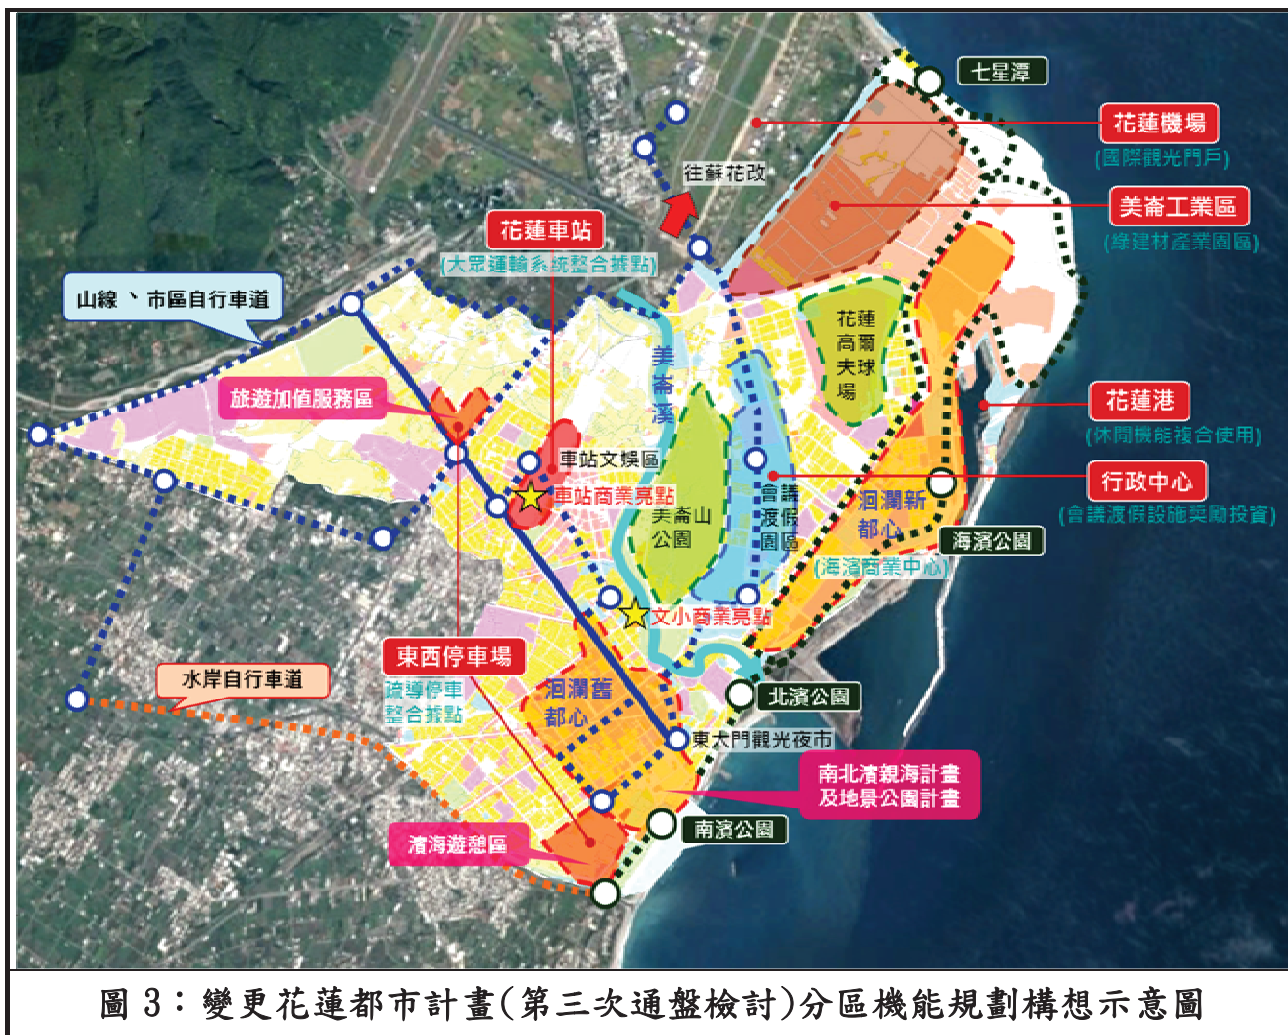 七星潭
花蓮機場
(國際觀光門戶)
往蘇花改
美崙工業區
(綠建材產業園區)
花蓮車站
(大眾運輸系統整合據點)
山線、市區自行車道
花蓮
高爾
夫球
場
美崙溪
旅遊加值服務區
花蓮港
(休閒機能複合使用)
車站文娛區
車站商業亮點
行政中心
(會議渡假設施獎勵投資)
美崙山
公園
會議
渡假
園區
洄瀾新
都心
(海濱商業中心)
海濱公園
文小商業亮點
東西停車場
疏導停車
整合據點
水岸自行車道
洄瀾舊
都心
北濱公園
東大門觀光夜市
南北濱親海計畫
及地景公園計畫
南濱公園
濱海遊憩區
圖3：變更花蓮都市計畫(第三次通盤檢討)分區機能規劃構想示意圖